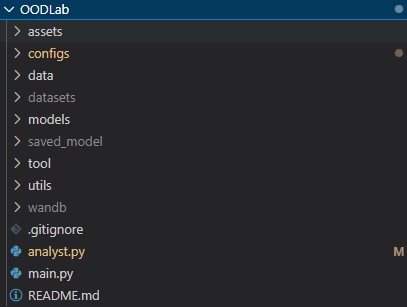 OODLab
assets
configs
data
datasets
models
saved_model
tool
utils
wandb
.gitignore
analyst.py M
main.py
README.md